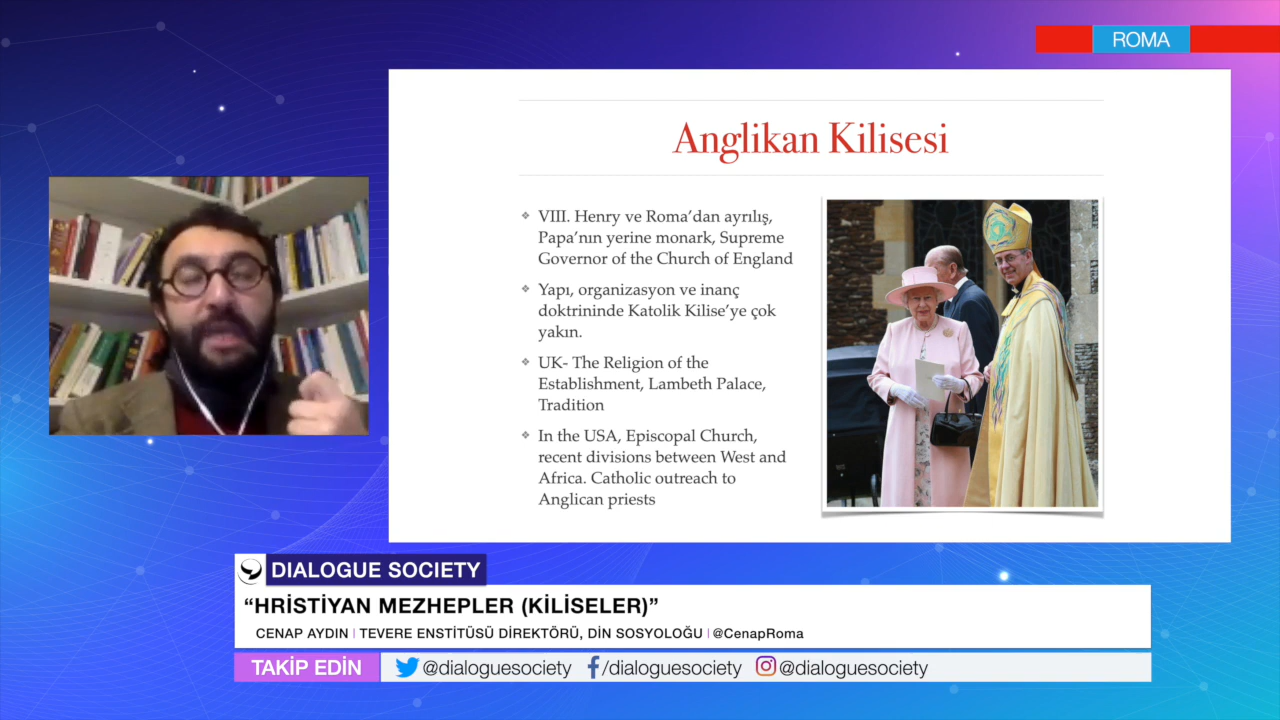 ROMA
Anglikan Kilisesi
VIII. Henry ve Roma’dan ayrılış,
Papa’nın yerine monark, Supreme
Governor of the Church of England
Yapı, organizasyon ve inanç
doktrininde Katolik Kilise’ye çok
yakın.
UK- The Religion of the
Establishment, Lambeth Palace,
Tradition
In the USA, Episcopal Church,
recent divisions between West and
Africa. Catholic outreach to
Anglican priests
DIALOGUE SOCIETY
“HRİSTİYAN MEZHEPLER (KİLİSELER)”
CENAP AYDIN | TEVERE ENSTİTÜSÜ DİREKTÖRÜ, DİN SOSYOLOĞU | @CenapRoma
TAKİP EDİN @dialoguesociety /dialoguesociety @dialoguesociety